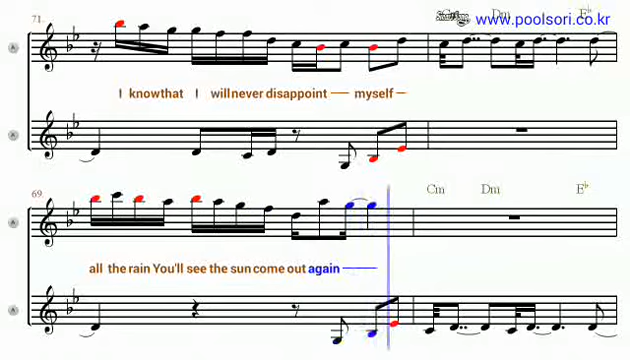 71
Dm E♭
www.poolsori.co.kr
I know that I will never disappoint myself
69
Cm Dm E♭
all the rain You'll see the sun come out again